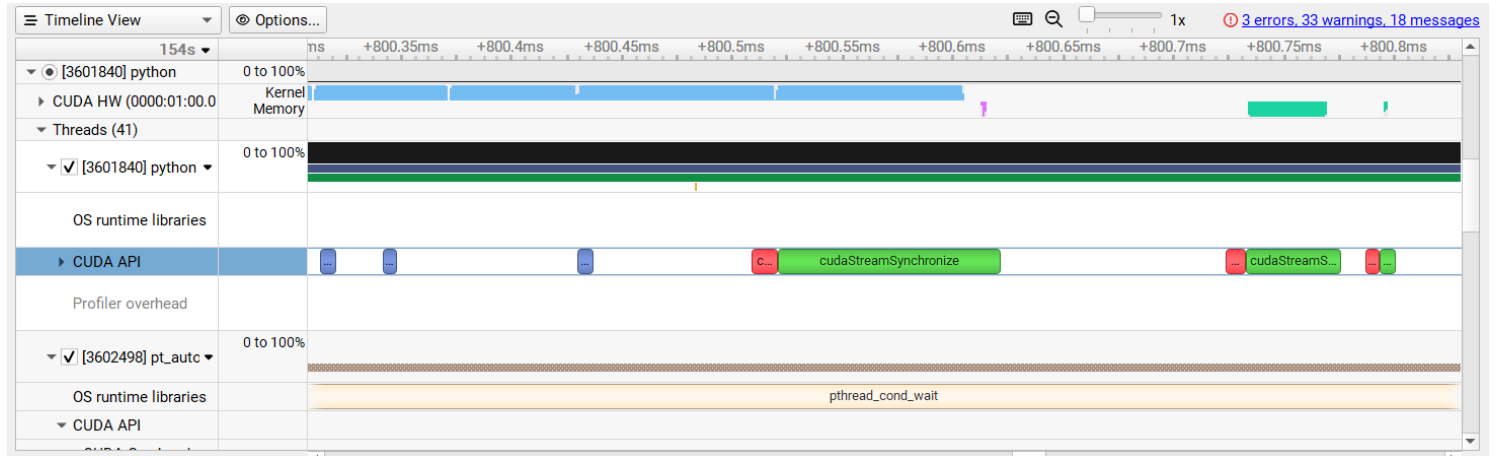 Timeline View Options... 1x 3 errors, 33 warnings, 18 messages
154s ms +800.35ms +800.4ms +800.45ms +800.5ms +800.55ms +800.6ms +800.65ms +800.7ms +800.75ms +800.8ms
[3601840] python 0 to 100%
CUDA HW (0000:01:00.0 Kernel
Memory
Threads (41)
[3601840] python 0 to 100%
OS runtime libraries
CUDA API ... ... ... c... cudaStreamSynchronize ... cudaStreamS... ... ...
Profiler overhead
[3602498] pt_autc 0 to 100%
OS runtime libraries pthread_cond_wait
CUDA API